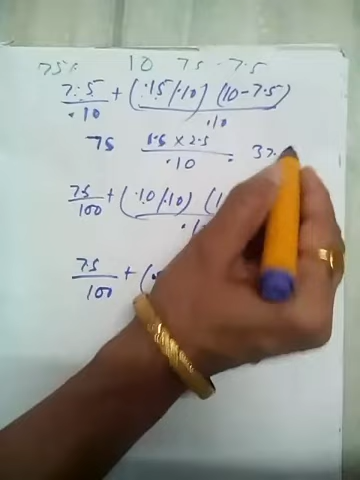 75% 10 75 - 7.5
7.5/.10 + (.15/.10) (10-7.5)/.10
75 1.5 × 2.5/.10 . 37.
75/100 + (.10/.10) (1
75/100 + (